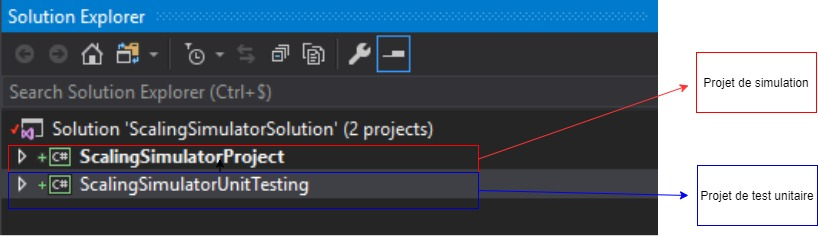 Solution Explorer
Search Solution Explorer (Ctrl+$)
Solution 'ScalingSimulatorSolution' (2 projects)
C# ScalingSimulatorProject
C# ScalingSimulatorUnitTesting
Projet de simulation
Projet de test unitaire